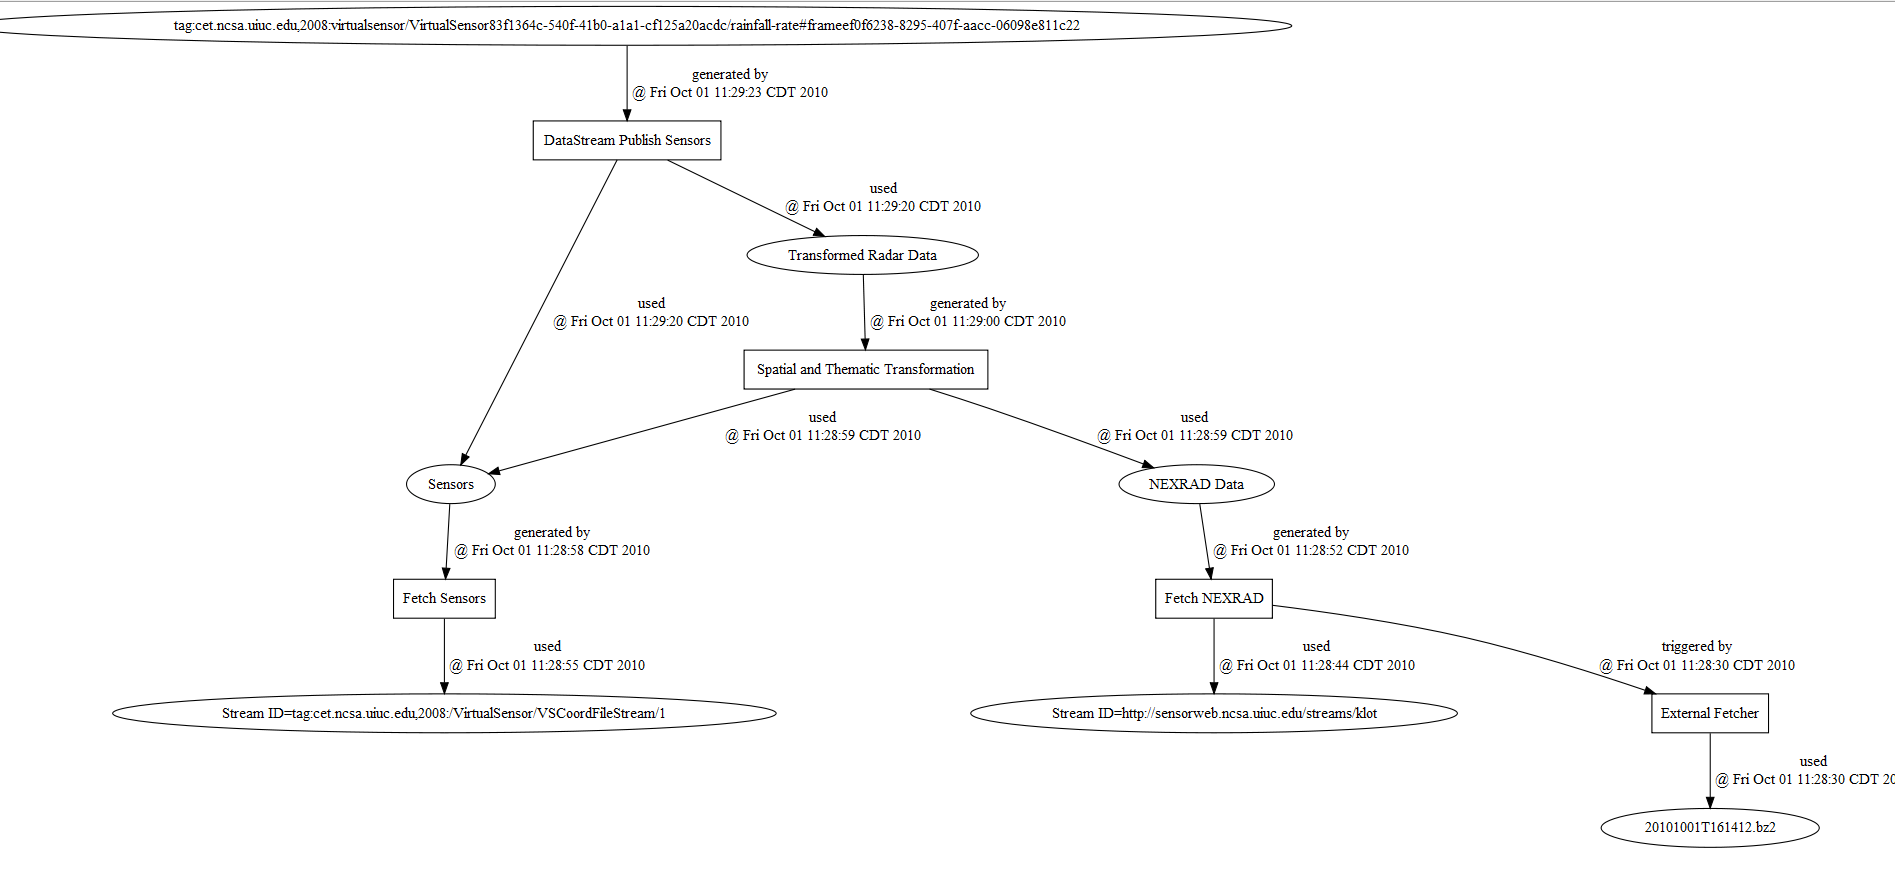 tag:cet.ncsa.uiuc.edu,2008:virtualsensor/VirtualSensor83f1364c-540f-41b0-a1a1-cf125a20acdc/rainfall-rate#frameef0f6238-8295-407f-aacc-06098e811c22
generated by
@ Fri Oct 01 11:29:23 CDT 2010
DataStream Publish Sensors
used
@ Fri Oct 01 11:29:20 CDT 2010
Transformed Radar Data
used
@ Fri Oct 01 11:29:20 CDT 2010
generated by
@ Fri Oct 01 11:29:00 CDT 2010
Spatial and Thematic Transformation
used
@ Fri Oct 01 11:28:59 CDT 2010
used
@ Fri Oct 01 11:28:59 CDT 2010
Sensors
NEXRAD Data
generated by
@ Fri Oct 01 11:28:58 CDT 2010
generated by
@ Fri Oct 01 11:28:52 CDT 2010
Fetch Sensors
Fetch NEXRAD
used
@ Fri Oct 01 11:28:55 CDT 2010
used
@ Fri Oct 01 11:28:44 CDT 2010
triggered by
@ Fri Oct 01 11:28:30 CDT 2010
Stream ID=tag:cet.ncsa.uiuc.edu,2008:/VirtualSensor/VSCoordFileStream/1
Stream ID=http://sensorweb.ncsa.uiuc.edu/streams/klot
External Fetcher
used
@ Fri Oct 01 11:28:30 CDT 20
20101001T161412.bz2